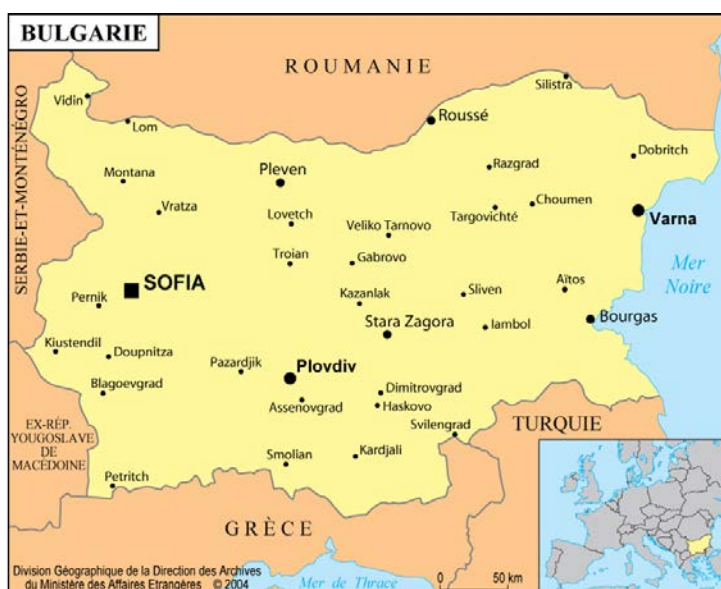 BULGARIE
ROUMANIE
Silistra
Vidin
Lom
Roussé
Dobritch
Razgrad
Montana
Pleven
Choumen
Vratza
Targovichté
Varna
Lovetch
Veliko Tarnovo
SERBIE-ET-MONTÉNÉGRO
Troian
Gabrovo
Mer
Noire
SOFIA
Aïtos
Pernik
Kazanlak
Sliven
Bourgas
Stara Zagora
Iambol
Kiustendil
Doupnitza
Pazardjik
Plovdiv
Blagoevgrad
Dimitrovgrad
Assenovgrad
Haskovo
EX-RÉP.
YOUGOSLAVE
DE
MACÉDOINE
TURQUIE
Svilengrad
Smolian
Kardjali
Petritch
GRÈCE
Division Géographique de la Direction des Archives
du Ministère des Affaires Etrangères © 2004
Mer de Thrace
0 50 km